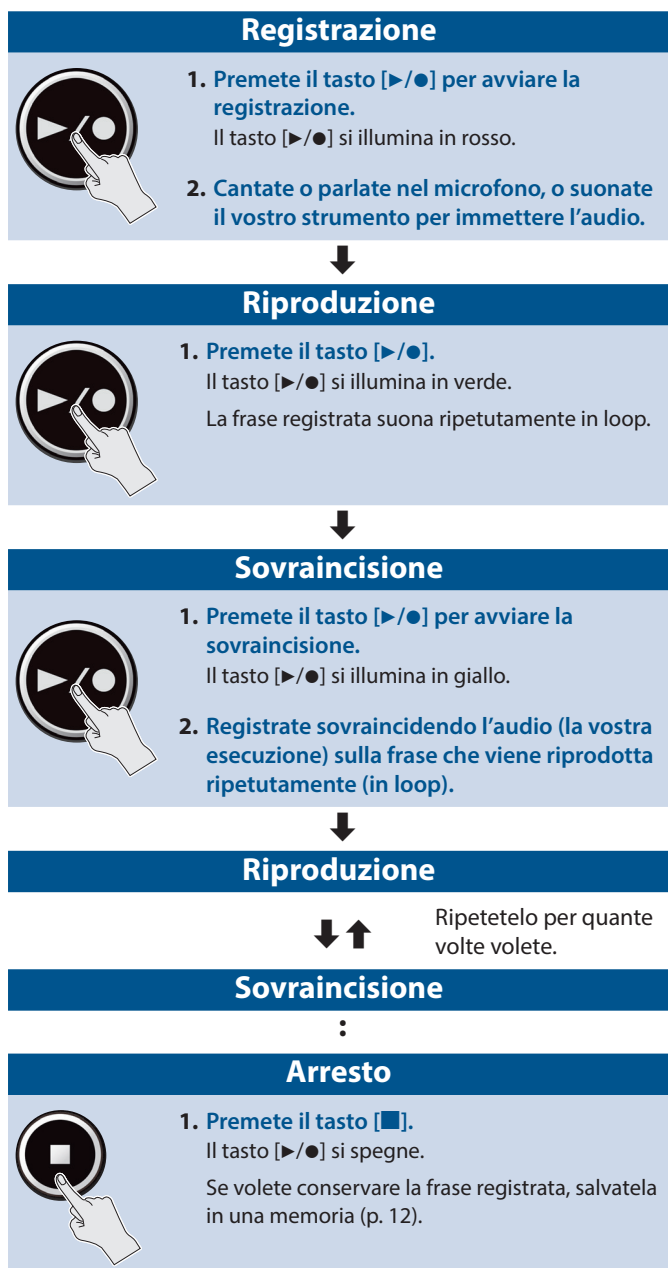 Registrazione
1. Premete il tasto [►/●] per avviare la
registrazione.
Il tasto [►/●] si illumina in rosso.
2. Cantate o parlate nel microfono, o suonate
il vostro strumento per immettere l’audio.
Riproduzione
1. Premete il tasto [►/●].
Il tasto [►/●] si illumina in verde.
La frase registrata suona ripetutamente in loop.
Sovraincisione
1. Premete il tasto [►/●] per avviare la
sovraincisione.
Il tasto [►/●] si illumina in giallo.
2. Registrate sovraincidendo l’audio (la vostra
esecuzione) sulla frase che viene riprodotta
ripetutamente (in loop).
Riproduzione
Ripetetelo per quante
volte volete.
Sovraincisione
:
Arresto
1. Premete il tasto [■].
Il tasto [►/●] si spegne.
Se volete conservare la frase registrata, salvatela
in una memoria (p. 12).